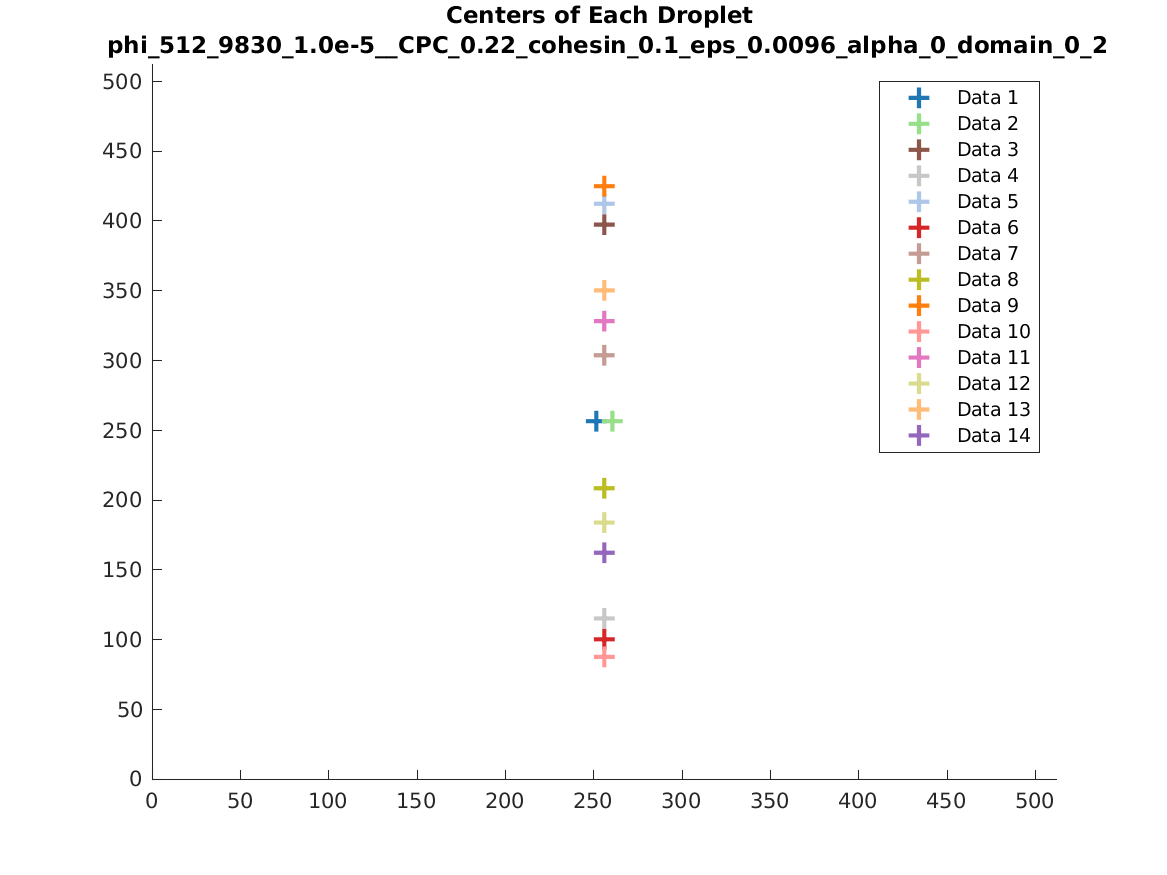 Centers of Each Droplet
phi_512_9830_1.0e-5__CPC_0.22_cohesin_0.1_eps_0.0096_alpha_0_domain_0_2
500
450
400
350
300
250
200
150
100
50
0
0 50 100 150 200 250 300 350 400 450 500
Data 1
Data 2
Data 3
Data 4
Data 5
Data 6
Data 7
Data 8
Data 9
Data 10
Data 11
Data 12
Data 13
Data 14